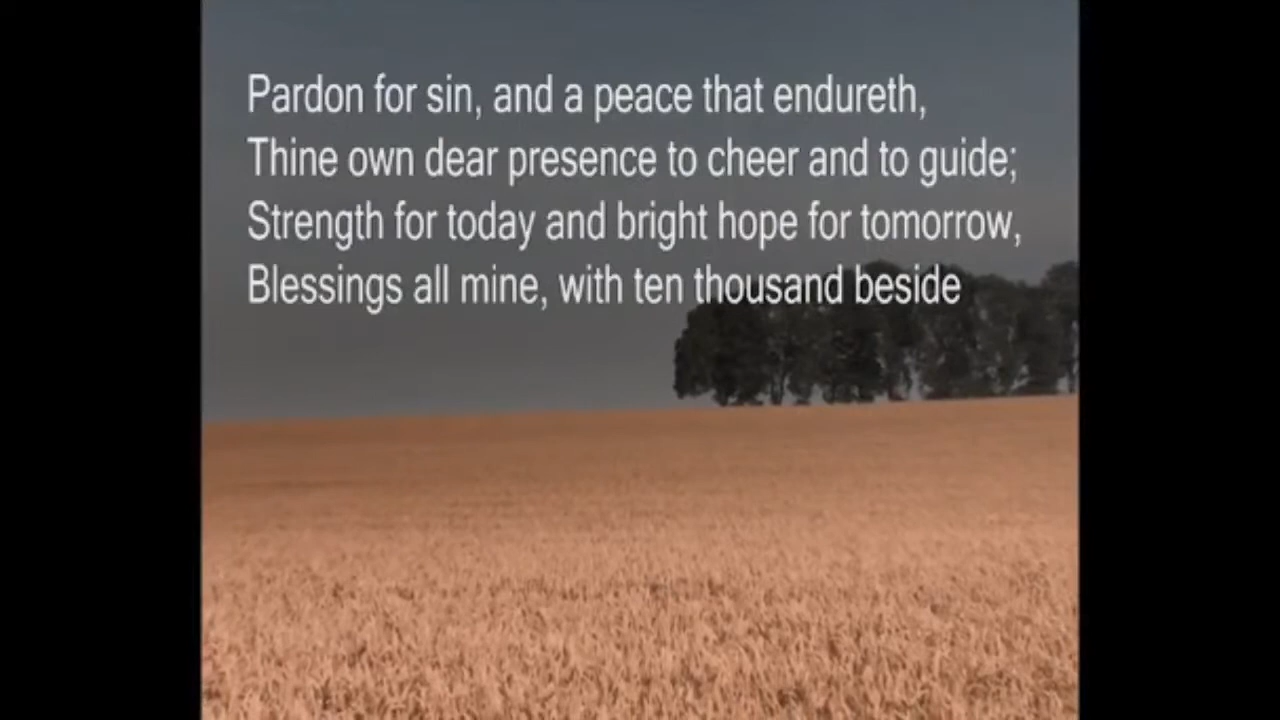 Pardon for sin, and a peace that endureth,
Thine own dear presence to cheer and to guide;
Strength for today and bright hope for tomorrow,
Blessings all mine, with ten thousand beside